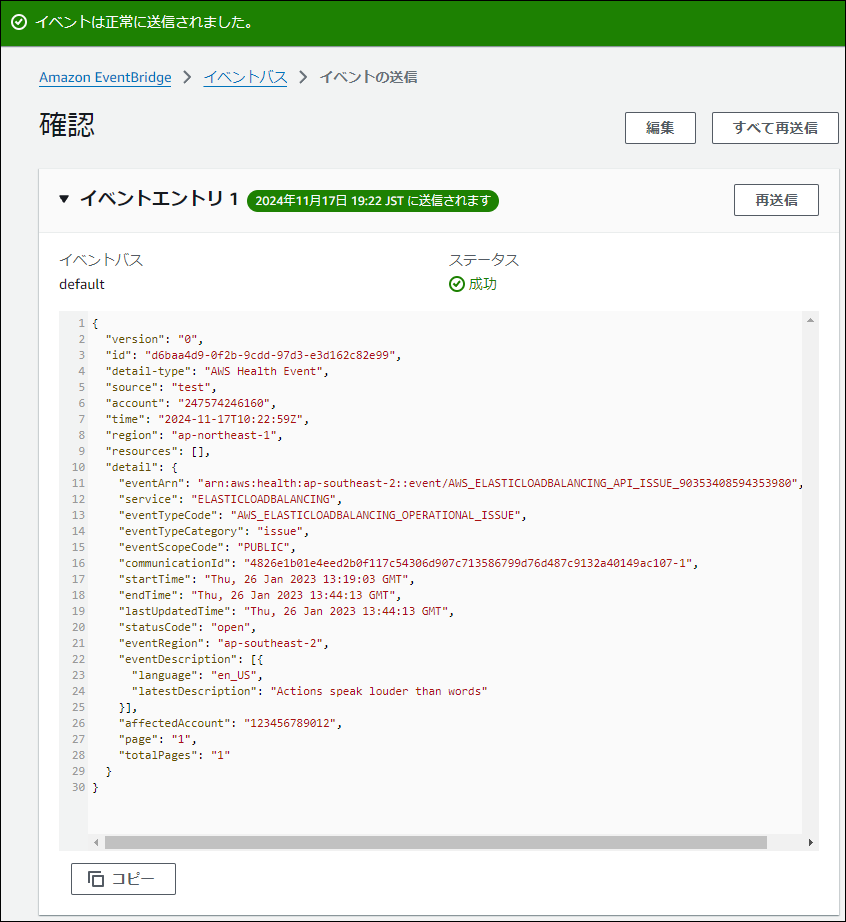 イベントは正常に送信されました。
Amazon EventBridge > イベントバス > イベントの送信
確認
編集
すべて再送信
▼ イベントエントリ 1 2024年11月17日 19:22 JST に送信されます
再送信
イベントバス
default
ステータス
成功
1 {
2 "version": "0",
3 "id": "d6baa4d9-0f2b-9cdd-97d3-e3d162c82e99",
4 "detail-type": "AWS Health Event",
5 "source": "test",
6 "account": "247574246160",
7 "time": "2024-11-17T10:22:59Z",
8 "region": "ap-northeast-1",
9 "resources": [],
10 "detail": {
11 "eventArn": "arn:aws:health:ap-southeast-2::event/AWS_ELASTICLOADBALANCING_API_ISSUE_90353408594353980",
12 "service": "ELASTICLOADBALANCING",
13 "eventTypeCode": "AWS_ELASTICLOADBALANCING_OPERATIONAL_ISSUE",
14 "eventTypeCategory": "issue",
15 "eventScopeCode": "PUBLIC",
16 "communicationId": "4826e1b01e4eed2b0f117c54306d907c713586799d76d487c9132a40149ac107-1",
17 "startTime": "Thu, 26 Jan 2023 13:19:03 GMT",
18 "endTime": "Thu, 26 Jan 2023 13:44:13 GMT",
19 "lastUpdatedTime": "Thu, 26 Jan 2023 13:44:13 GMT",
20 "statusCode": "open",
21 "eventRegion": "ap-southeast-2",
22 "eventDescription": [{
23 "language": "en_US",
24 "latestDescription": "Actions speak louder than words"
25 }],
26 "affectedAccount": "123456789012",
27 "page": "1",
28 "totalPages": "1"
29 }
30 }
コピー